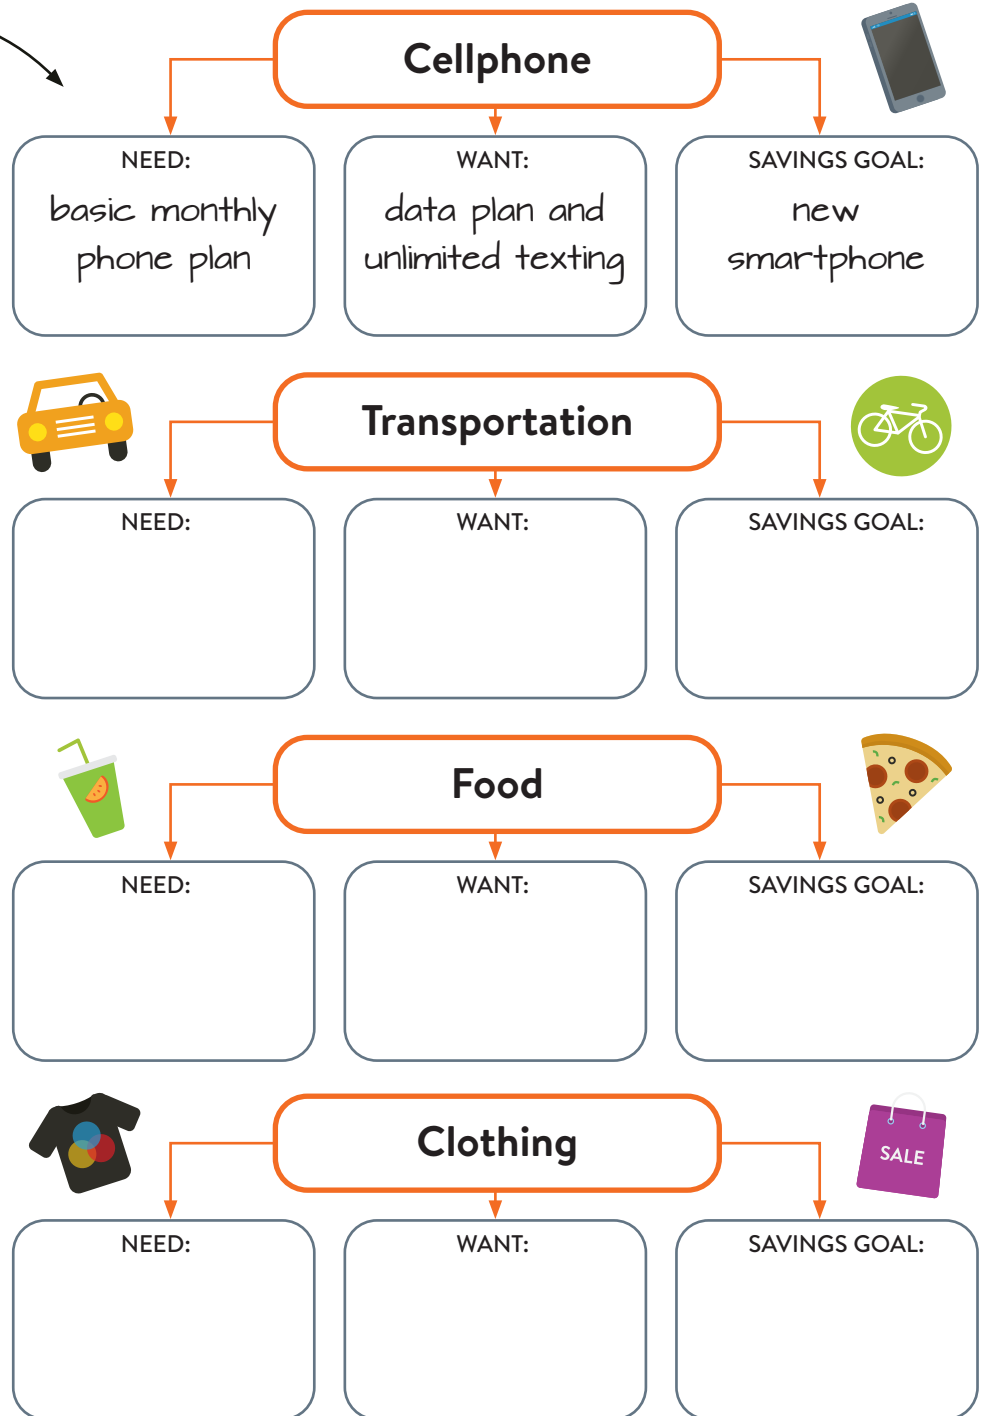 Cellphone
NEED:
basic monthly
phone plan
WANT:
data plan and
unlimited texting
SAVINGS GOAL:
new
smartphone
Transportation
NEED:
WANT:
SAVINGS GOAL:
Food
NEED:
WANT:
SAVINGS GOAL:
Clothing
SALE
NEED:
WANT:
SAVINGS GOAL: